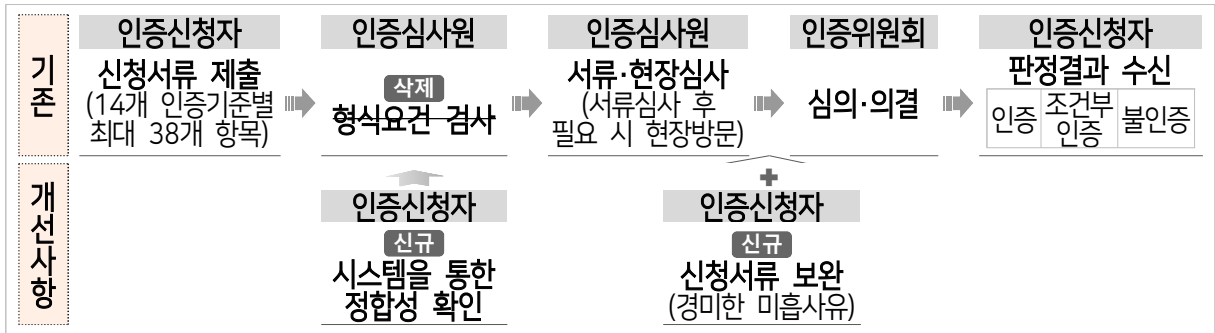 기존
인증신청자
신청서류 제출
(14개 인증기준별
최대 38개 항목)
인증심사원
삭제
형식요건 검사
인증심사원
서류·현장심사
(서류심사 후
필요 시 현장방문)
인증위원회
심의·의결
인증신청자
판정결과 수신
인증
조건부
인증
불인증
개선사항
인증신청자
신규
시스템을 통한
정합성 확인
인증신청자
신규
신청서류 보완
(경미한 미흡사유)